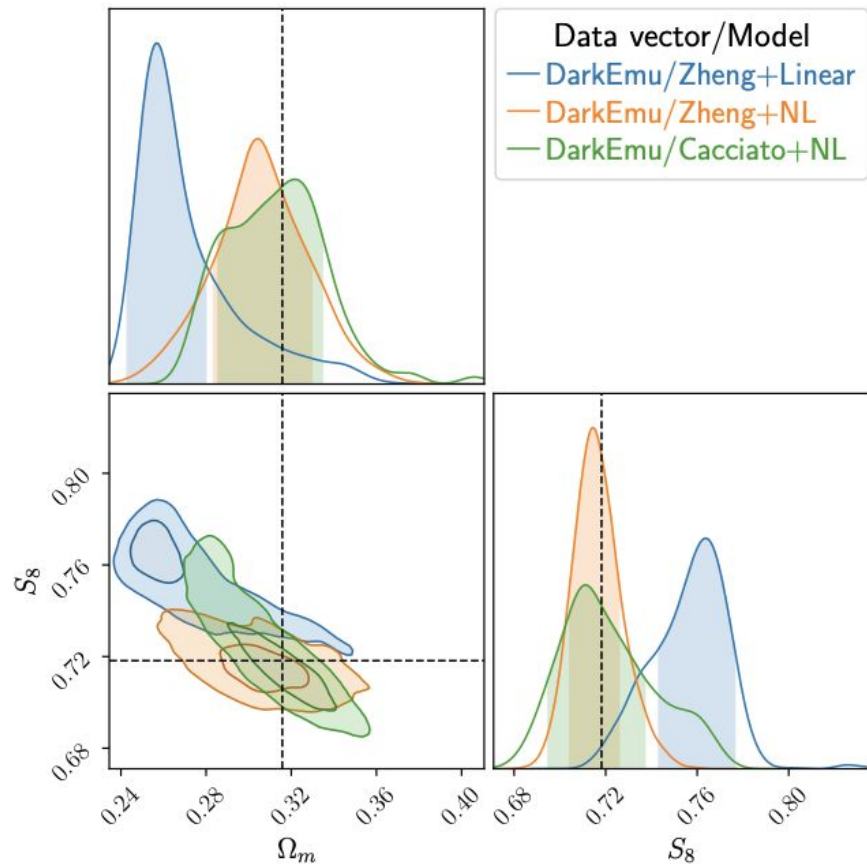 Data vector/Model
DarkEmu/Zheng+Linear
DarkEmu/Zheng+NL
DarkEmu/Cacciato+NL
0.80
0.76
0.72
0.68
S₈
0.24 0.28 0.32 0.36 0.40
Ωₘ
0.68 0.72 0.76 0.80
S₈